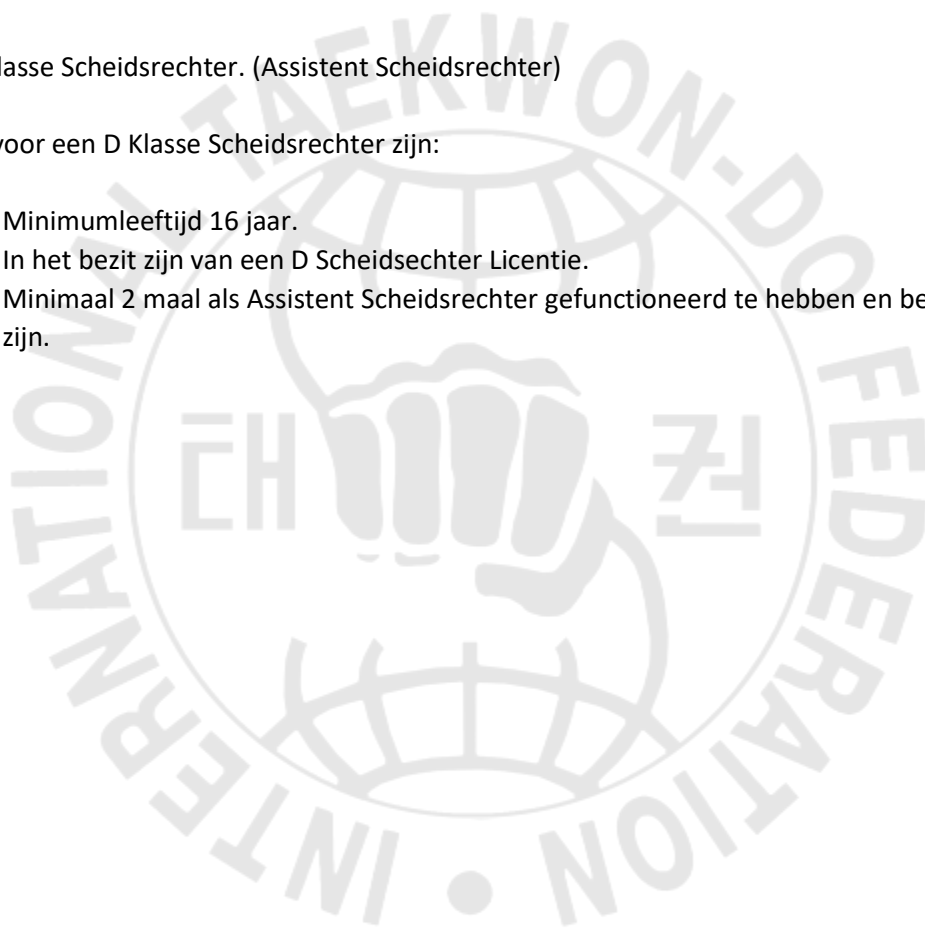 lasse Scheidsrechter. (Assistent Scheidsrechter)
voor een D Klasse Scheidsrechter zijn:
Minimumleeftijd 16 jaar.
In het bezit zijn van een D Scheidsechter Licentie.
Minimaal 2 maal als Assistent Scheidsrechter gefunctioneerd te hebben en be
zijn.
INTERNATIONAL TAEKWON-DO FEDERATION
태 권